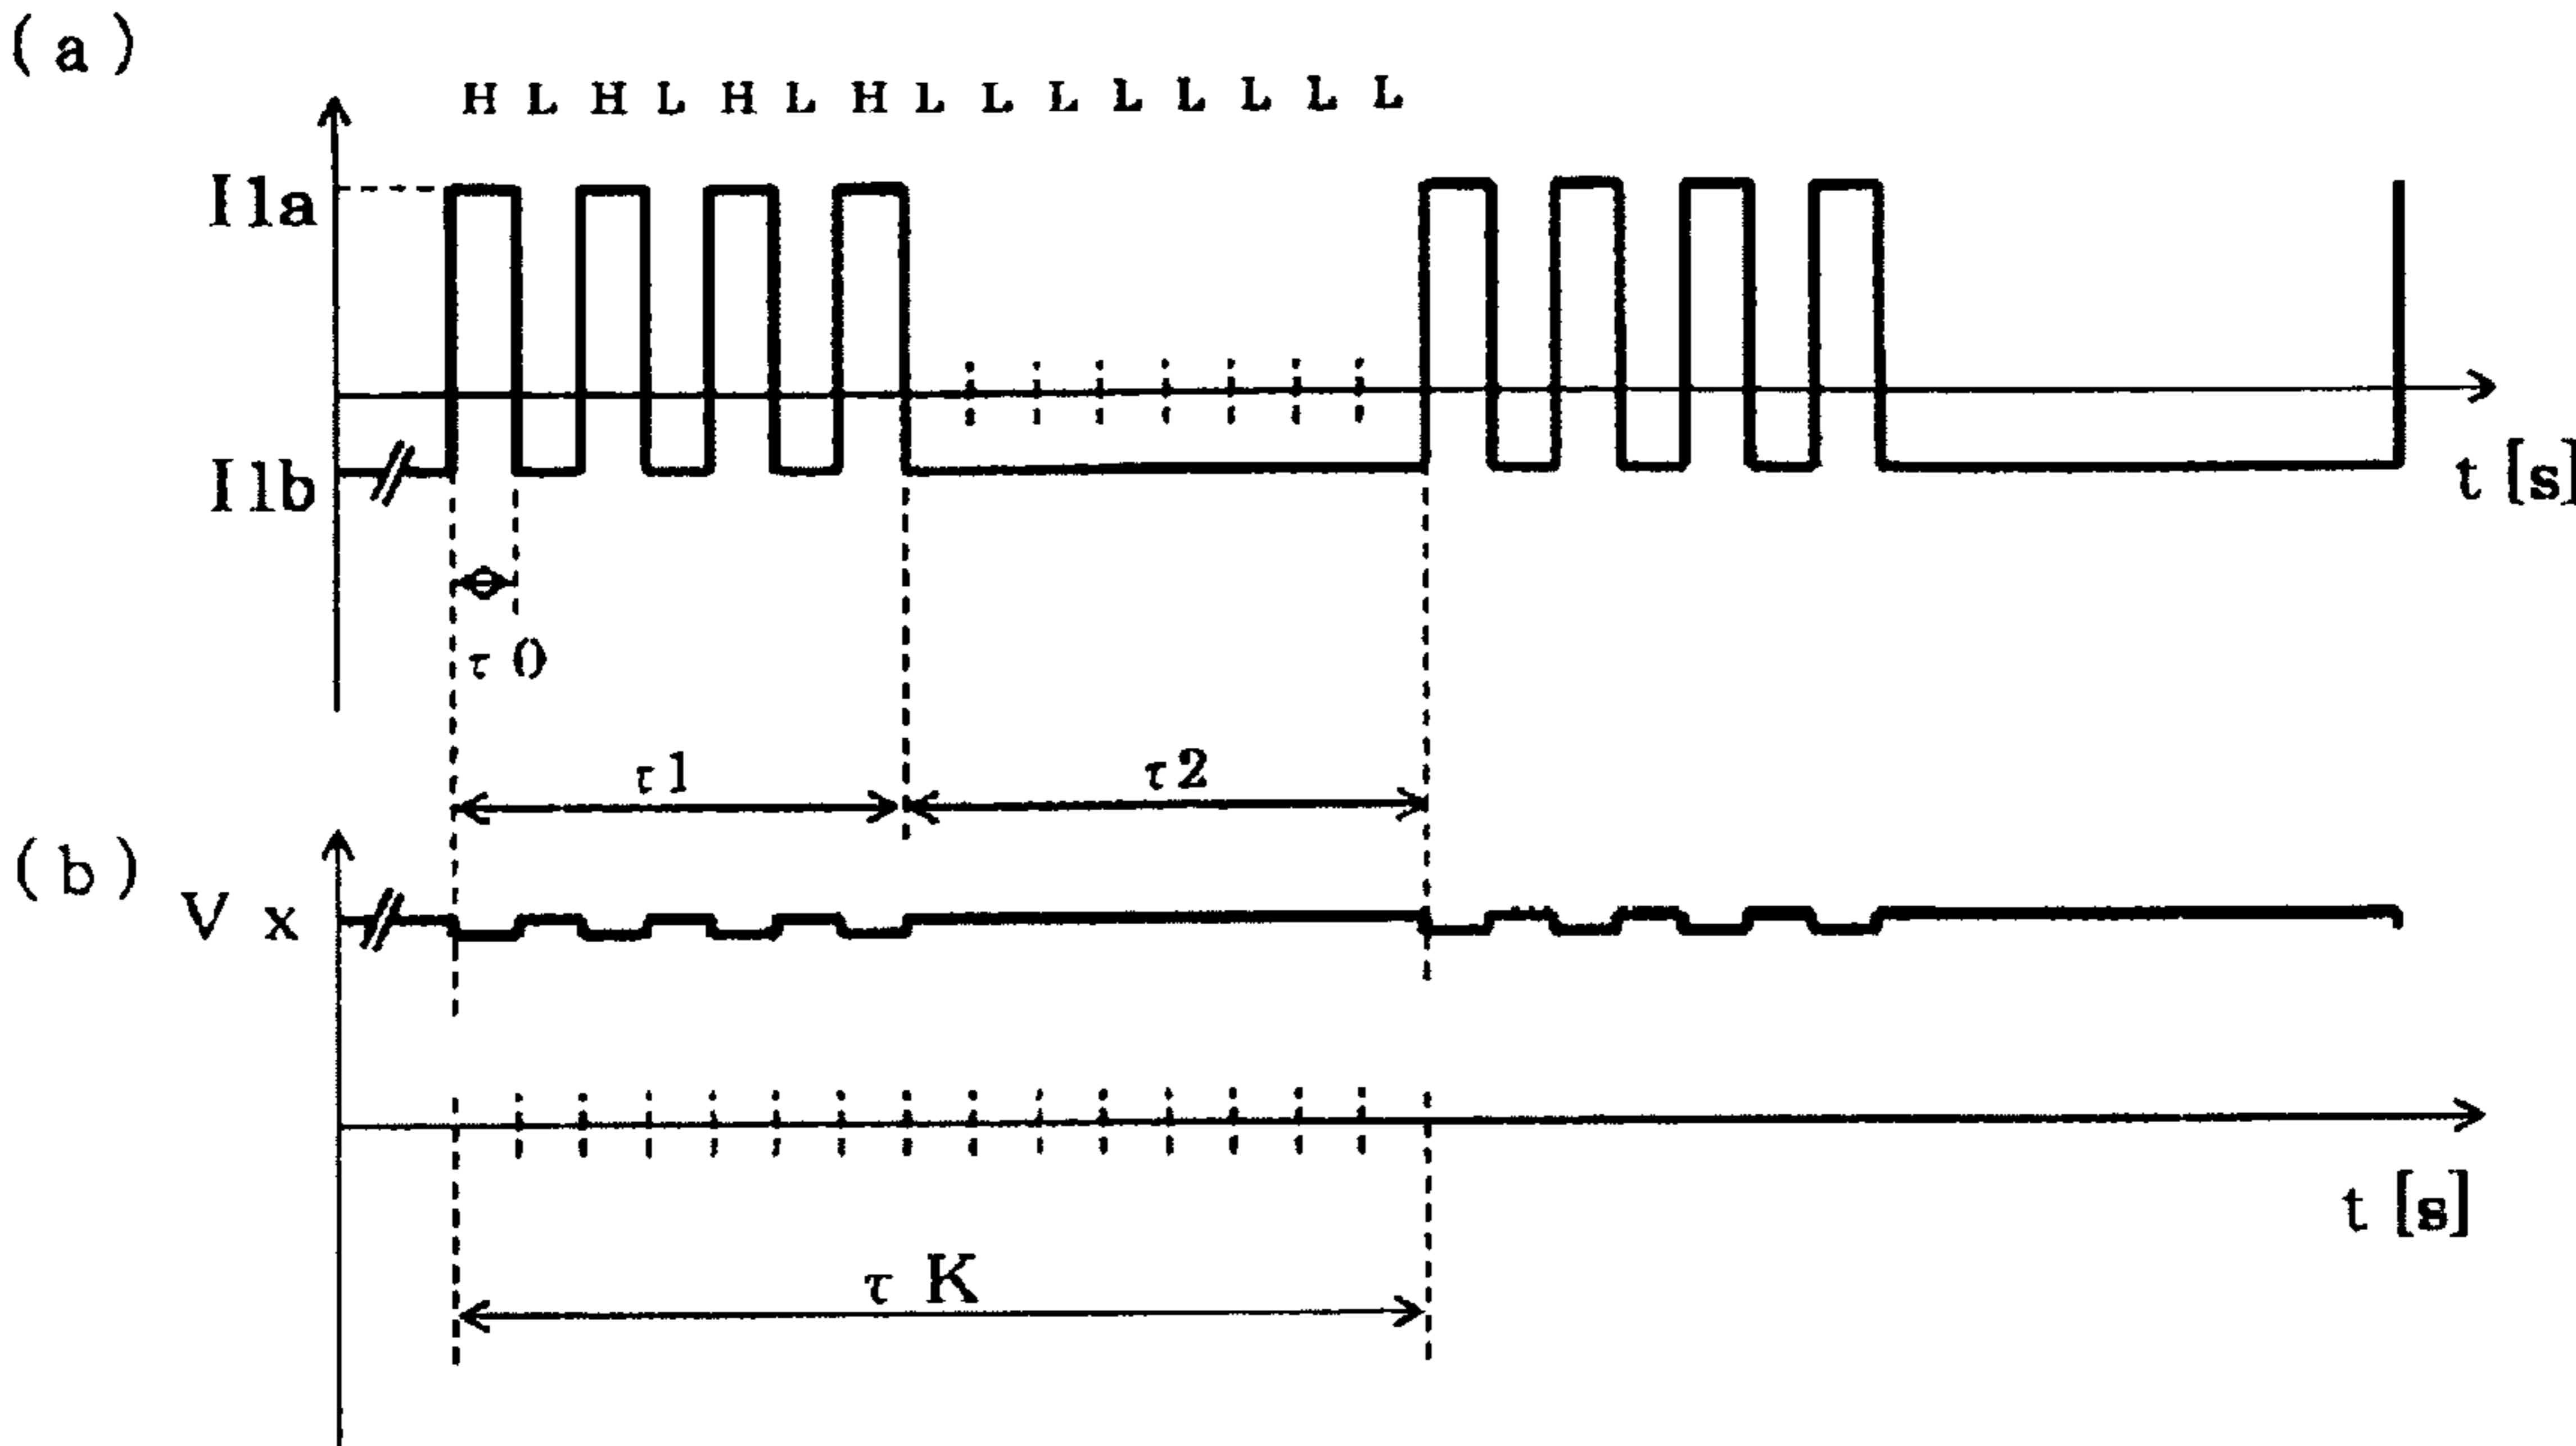 (a)
H L H L H L H L L L L L L L L
I1a
I1b
t [s]
τ0
τ1
τ2
(b)
Vx
t [s]
τK